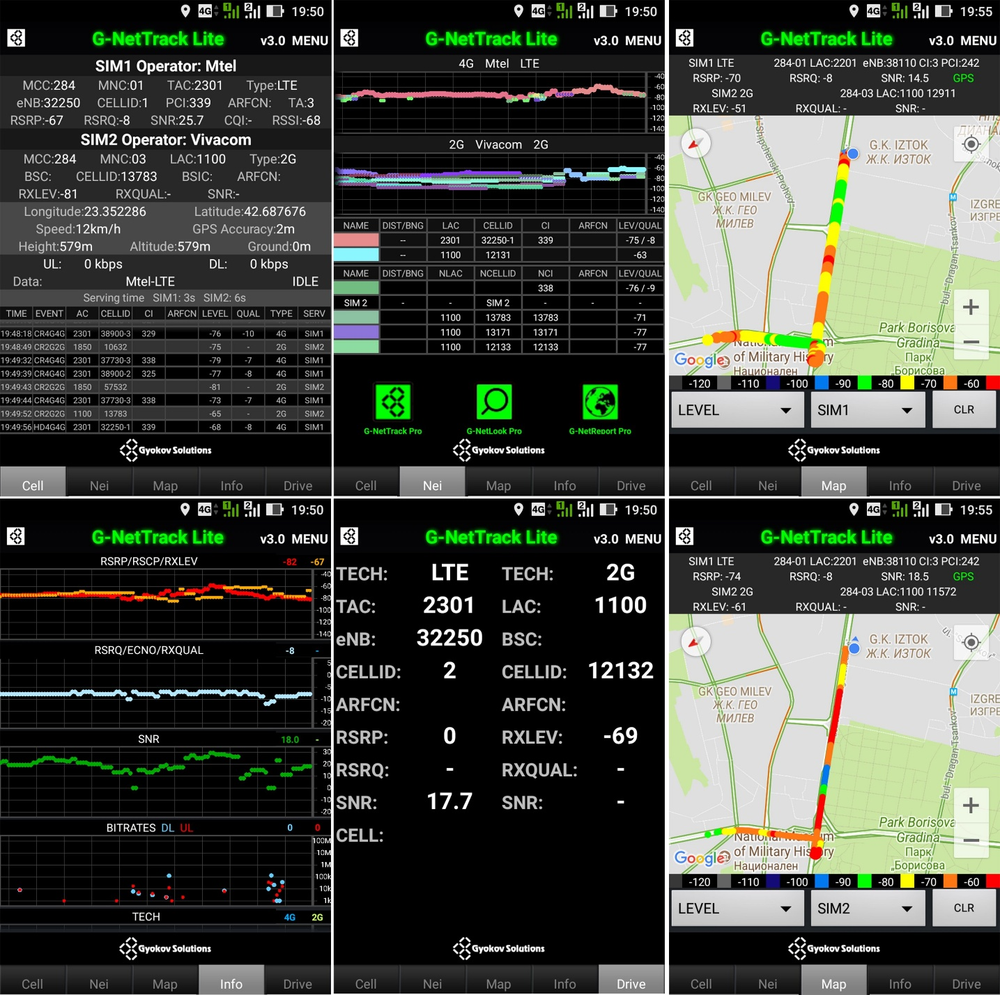 4G 1 2 19:50
G-NetTrack Lite v3.0 MENU
SIM1 Operator: Mtel
MCC:284 MNC:01 TAC:2301 Type:LTE
eNB:32250 CELLID:1 PCI:339 ARFCN: TA:3
RSRP:-67 RSRQ:-8 SNR:25.7 CQI:- RSSI:-68
SIM2 Operator: Vivacom
MCC:284 MNC:03 LAC:1100 Type:2G
BSC: CELLID:13783 BSIC: ARFCN:
RXLEV:-81 RXQUAL:- SNR:-
Longitude:23.352286 Latitude:42.687676
Speed:12km/h GPS Accuracy:2m
Height:579m Altitude:579m Ground:0m
UL: 0 kbps DL: 0 kbps
Data: Mtel-LTE IDLE
Serving time SIM1: 3s SIM2: 6s
TIME EVENT AC CELLID CI ARFCN LEVEL QUAL TYPE SERV
19:48:18 CR4G4G 2301 38900-3 329 -76 -10 4G SIM1
19:48:49 CR2G2G 1850 10632 -75 - 2G SIM2
19:49:32 CR4G4G 2301 37730-3 338 -79 -7 4G SIM1
19:49:39 CR4G4G 2301 38900-2 325 -77 -8 4G SIM1
19:49:43 CR2G2G 1850 57532 -81 - 2G SIM2
19:49:44 CR4G4G 2301 37730-3 338 -73 -7 4G SIM1
19:49:52 CR2G2G 1100 13783 -65 - 2G SIM2
19:49:56 HD4G4G 2301 32250-1 339 -68 -8 4G SIM1
Gyokov Solutions
Cell Nei Map Info Drive
4G 1 2 19:50
G-NetTrack Lite v3.0 MENU
4G Mtel LTE
-40
-60
-80
-100
-120
-140
2G Vivacom 2G
-40
-60
-80
-100
-120
-140
NAME DIST/BNG LAC CELLID CI ARFCN LEV/QUAL
-- 2301 32250-1 339 -75 / -8
-- 1100 12131 -63
NAME DIST/BNG NLAC NCELLID NCI ARFCN LEV/QUAL
338 -76 / -9
SIM 2 - - SIM 2 - - -
1100 13783 13783 -71
1100 13171 13171 -77
1100 12133 12133 -77
G-NetTrack Pro G-NetLook Pro G-NetReport Pro
Gyokov Solutions
Cell Nei Map Info Drive
4G 1 2 19:55
G-NetTrack Lite v3.0 MENU
SIM1 LTE 284-01 LAC:2201 eNB:38110 CI:3 PCI:242
RSRP: -70 RSRQ: -8 SNR: 14.5 GPS
SIM2 2G 284-03 LAC:1100 12911
RXLEV: -51 RXQUAL: - SNR: -
bul. "Shipchenski Prohod"
G.K. IZTOK
Ж.К. ИЗТОК
GK GEO MILEV
Ж.К. ГЕО
МИЛЕВ
M
IZGRE
ИЗГРЕ
bul. "Dragan Tsankov"
Park Borisova
Gradina
Парк
„Борисова
National Museum
of Military History
Национален
Google
+
−
-120 -110 -100 -90 -80 -70 -60
LEVEL SIM1 CLR
Gyokov Solutions
Cell Nei Map Info Drive
4G 1 2 19:50
G-NetTrack Lite v3.0 MENU
RSRP/RSCP/RXLEV -82 -67
-40
-60
-80
-100
-120
-140
RSRQ/ECNO/RXQUAL -8 -
5
0
-5
-10
-15
-20
SNR 18.0 -
30
20
10
0
-10
-20
BITRATES DL UL 0 0
100M
10M
1M
100k
10k
1k
TECH 4G 2G
Gyokov Solutions
Cell Nei Map Info Drive
4G 1 2 19:50
G-NetTrack Lite v3.0 MENU
TECH: LTE TECH: 2G
TAC: 2301 LAC: 1100
eNB: 32250 BSC:
CELLID: 2 CELLID: 12132
ARFCN: ARFCN:
RSRP: 0 RXLEV: -69
RSRQ: - RXQUAL: -
SNR: 17.7 SNR: -
CELL:
Gyokov Solutions
Cell Nei Map Info Drive
4G 1 2 19:55
G-NetTrack Lite v3.0 MENU
SIM1 LTE 284-01 LAC:2201 eNB:38110 CI:3 PCI:242
RSRP: -74 RSRQ: -8 SNR: 18.5 GPS
SIM2 2G 284-03 LAC:1100 11572
RXLEV: -61 RXQUAL: - SNR: -
G.K. IZTOK
Ж.К. ИЗТОК
GK GEO MILEV
Ж.К. ГЕО
МИЛЕВ
M
IZGRE
ИЗГРЕ
bul. "Dragan Tsankov"
Park Borisova
Gradina
Парк
„Борисова
National Museum
of Military History
Национален
Google
+
−
-120 -110 -100 -90 -80 -70 -60
LEVEL SIM2 CLR
Gyokov Solutions
Cell Nei Map Info Drive